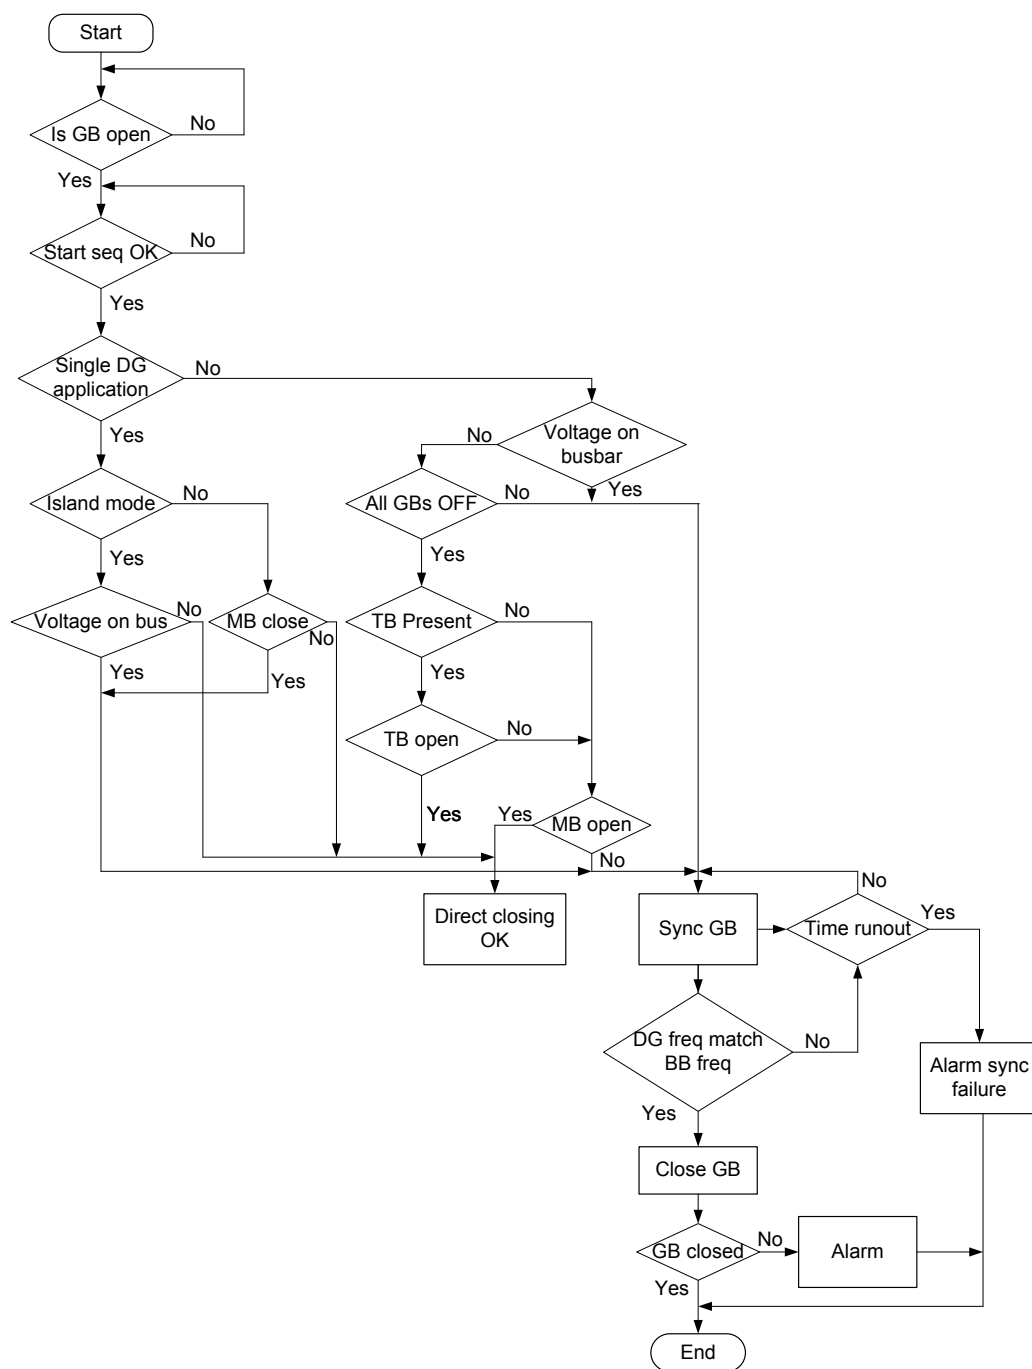 Start
Is GB open
No
Yes
Start seq OK
No
Yes
Single DG
application
No
Yes
Voltage on
busbar
No
Yes
Island mode
No
Yes
All GBs OFF
No
Yes
Voltage on bus
No
Yes
MB close
No
Yes
TB Present
No
Yes
TB open
No
Yes
MB open
Yes
No
Direct closing
OK
Sync GB
Time runout
No
Yes
DG freq match
BB freq
No
Yes
Alarm sync
failure
Close GB
GB closed
No
Yes
Alarm
End